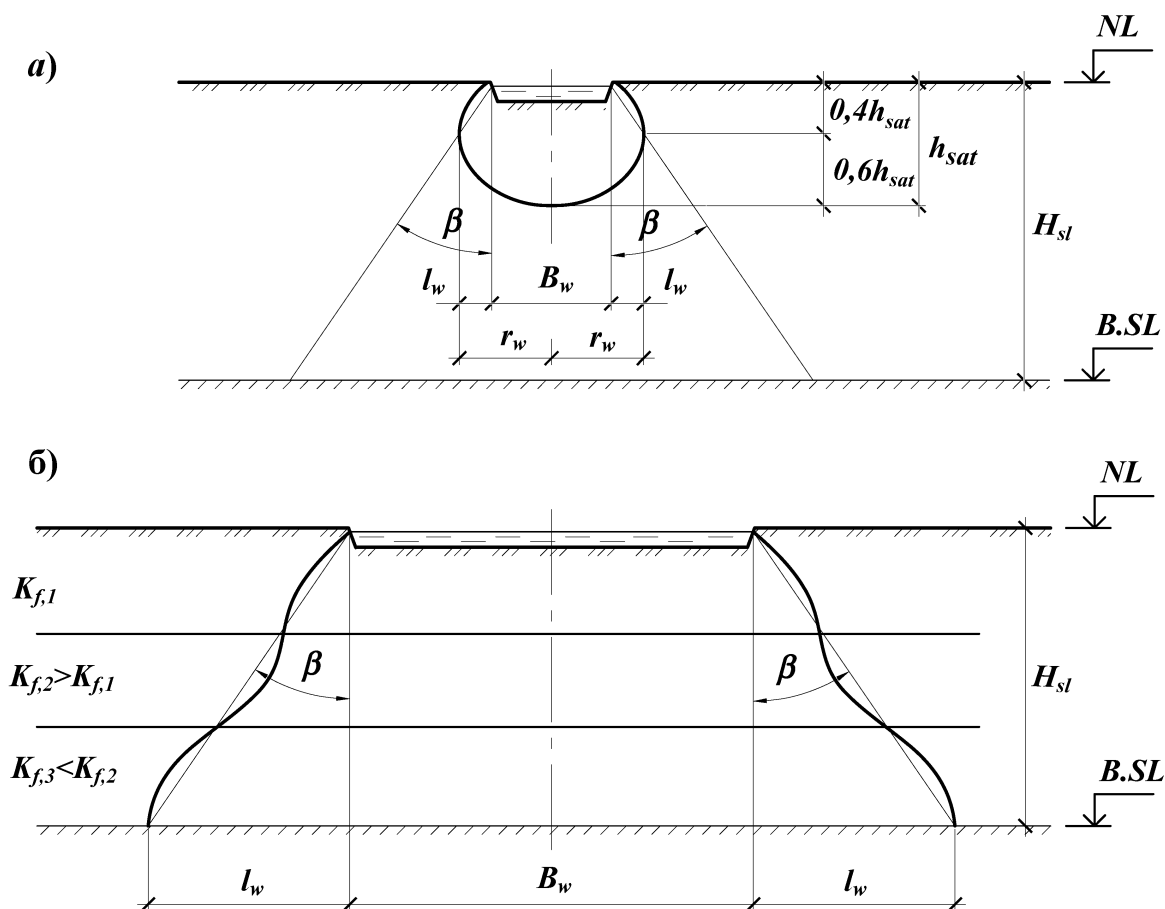 а)
NL
0,4h_sat
0,6h_sat
h_sat
H_sl
β
β
l_w
B_w
l_w
r_w
r_w
B.SL
б)
NL
K_f,1
K_f,2>K_f,1
β
β
H_sl
K_f,3<K_f,2
B.SL
l_w
B_w
l_w